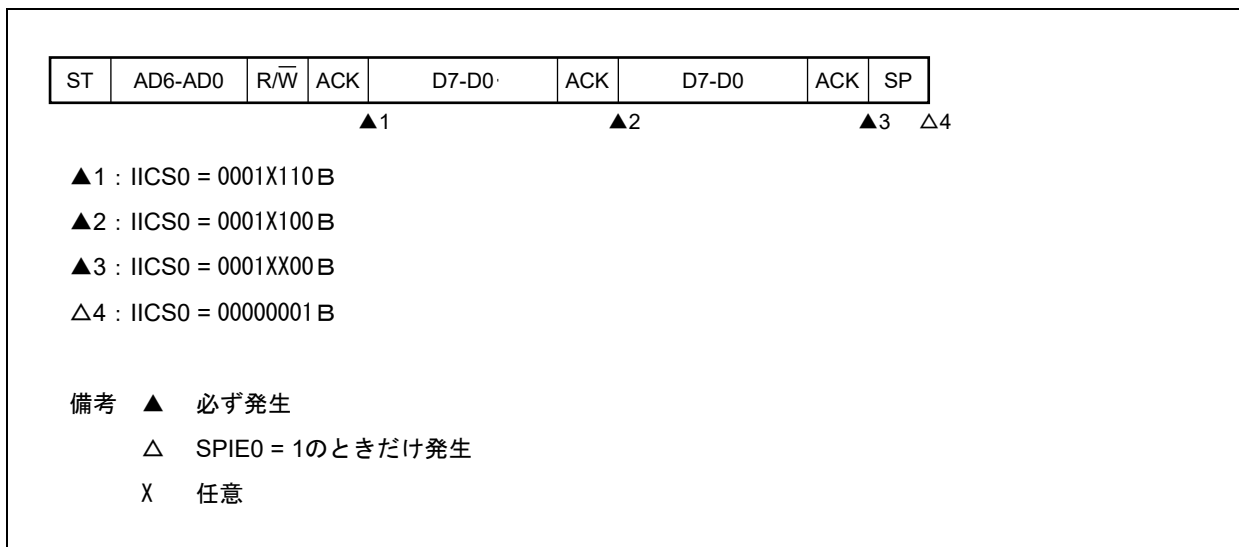 ST AD6-AD0 R/W̅ ACK D7-D0 ACK D7-D0 ACK SP
▲1 ▲2 ▲3 △4
▲1：IICS0 = 0001X110B
▲2：IICS0 = 0001X100B
▲3：IICS0 = 0001XX00B
△4：IICS0 = 00000001B
備考 ▲ 必ず発生
△ SPIE0 = 1のときだけ発生
X 任意